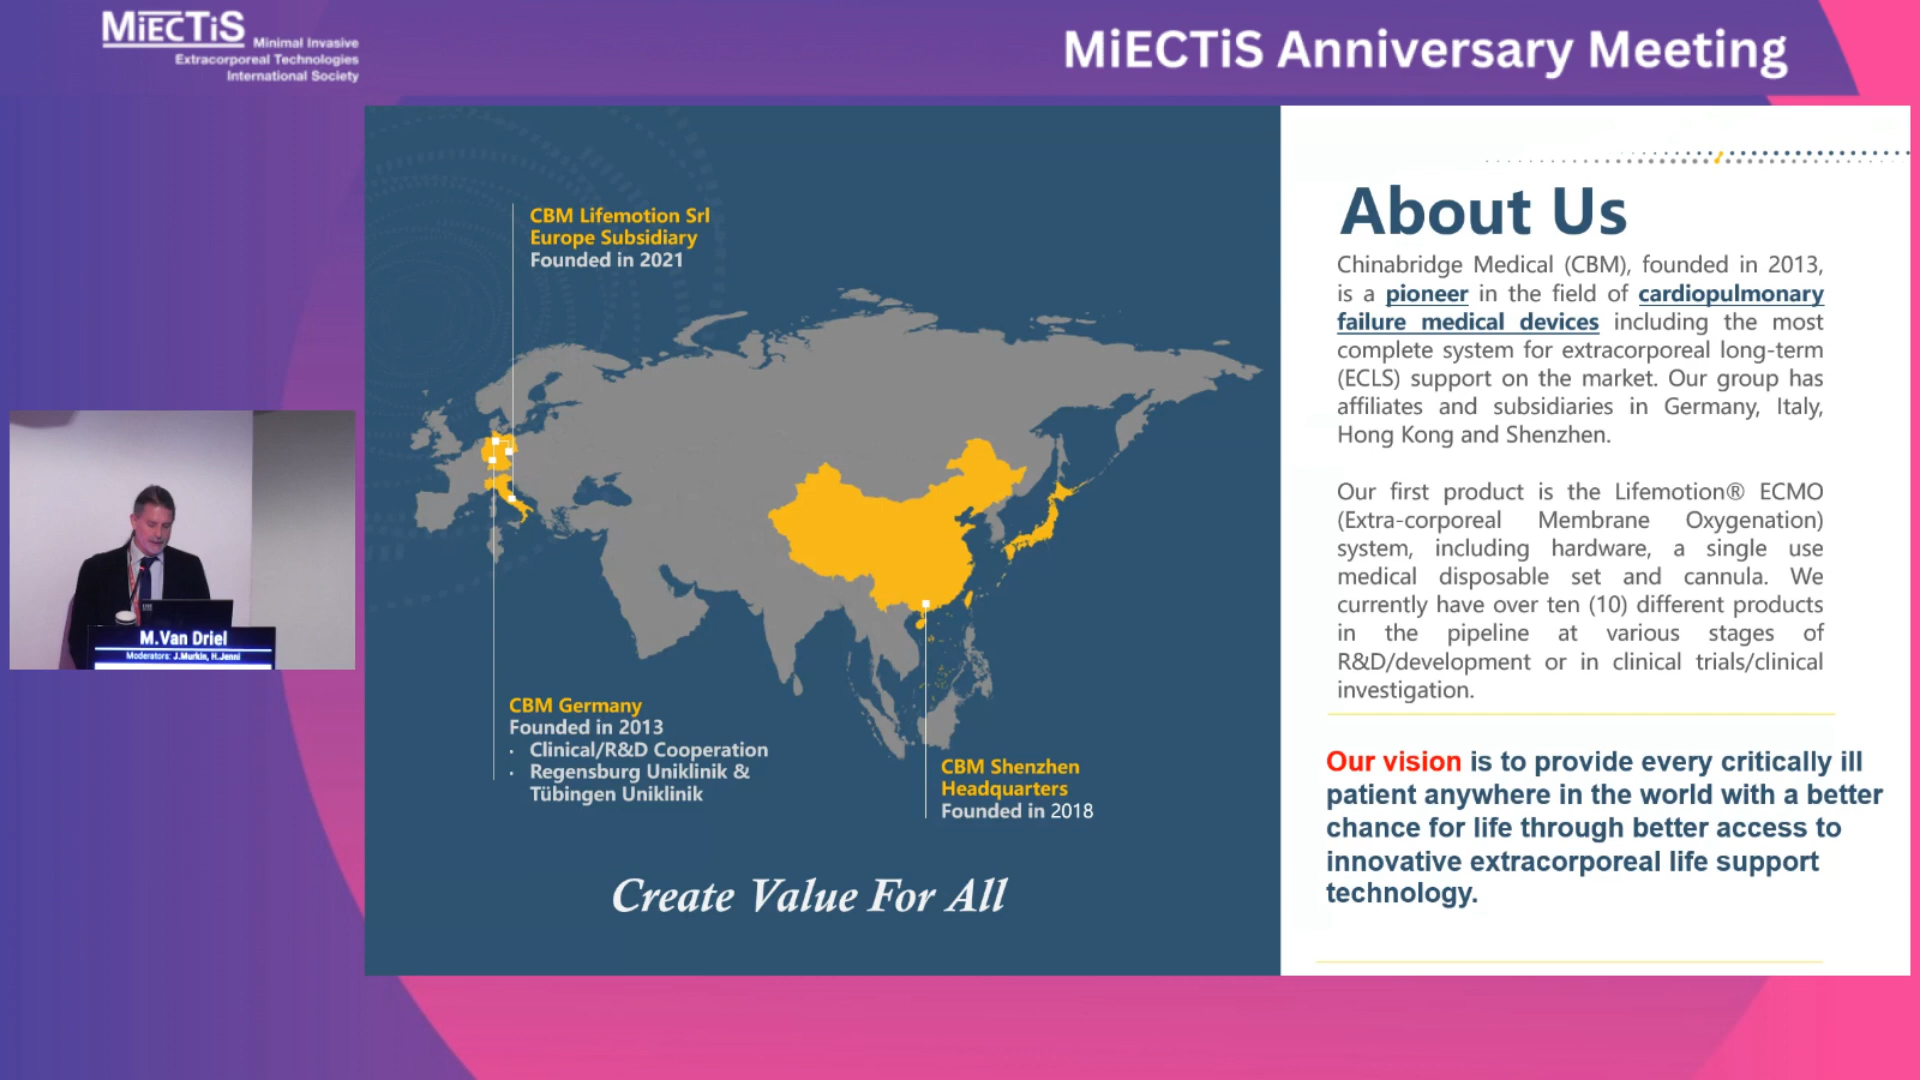 MiECTiS
Minimal Invasive
Extracorporeal Technologies
International Society
MiECTiS Anniversary Meeting
CBM Lifemotion Srl
Europe Subsidiary
Founded in 2021
CBM Germany
Founded in 2013
· Clinical/R&D Cooperation
· Regensburg Uniklinik &
Tübingen Uniklinik
CBM Shenzhen
Headquarters
Founded in 2018
Create Value For All
About Us
Chinabridge Medical (CBM), founded in 2013,
is a pioneer in the field of cardiopulmonary
failure medical devices including the most
complete system for extracorporeal long-term
(ECLS) support on the market. Our group has
affiliates and subsidiaries in Germany, Italy,
Hong Kong and Shenzhen.
Our first product is the Lifemotion® ECMO
(Extra-corporeal Membrane Oxygenation)
system, including hardware, a single use
medical disposable set and cannula. We
currently have over ten (10) different products
in the pipeline at various stages of
R&D/development or in clinical trials/clinical
investigation.
Our vision is to provide every critically ill
patient anywhere in the world with a better
chance for life through better access to
innovative extracorporeal life support
technology.
M.Van Driel
Moderators: J.Murkin, H.Jenni